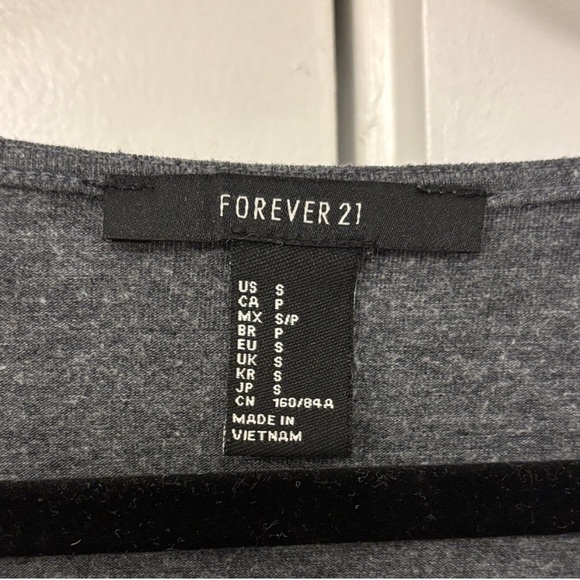 FOREVER 21
US S
CA P
MX S/P
BR P
EU S
UK S
KR S
JP S
CN 160/84A
MADE IN
VIETNAM